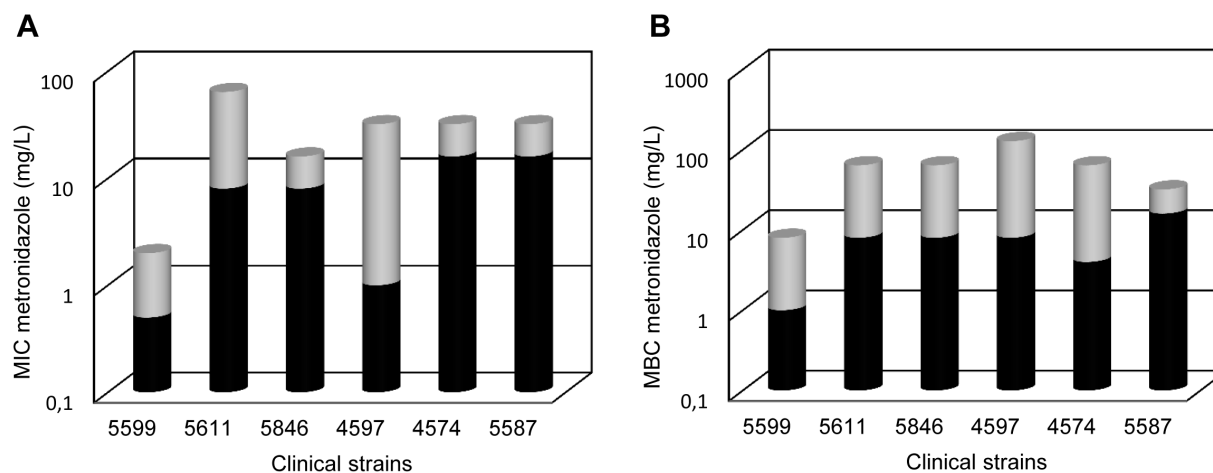 A
MIC metronidazole (mg/L)
100
10
1
0,1
5599 5611 5846 4597 4574 5587
Clinical strains
B
MBC metronidazole (mg/L)
1000
100
10
1
0,1
5599 5611 5846 4597 4574 5587
Clinical strains